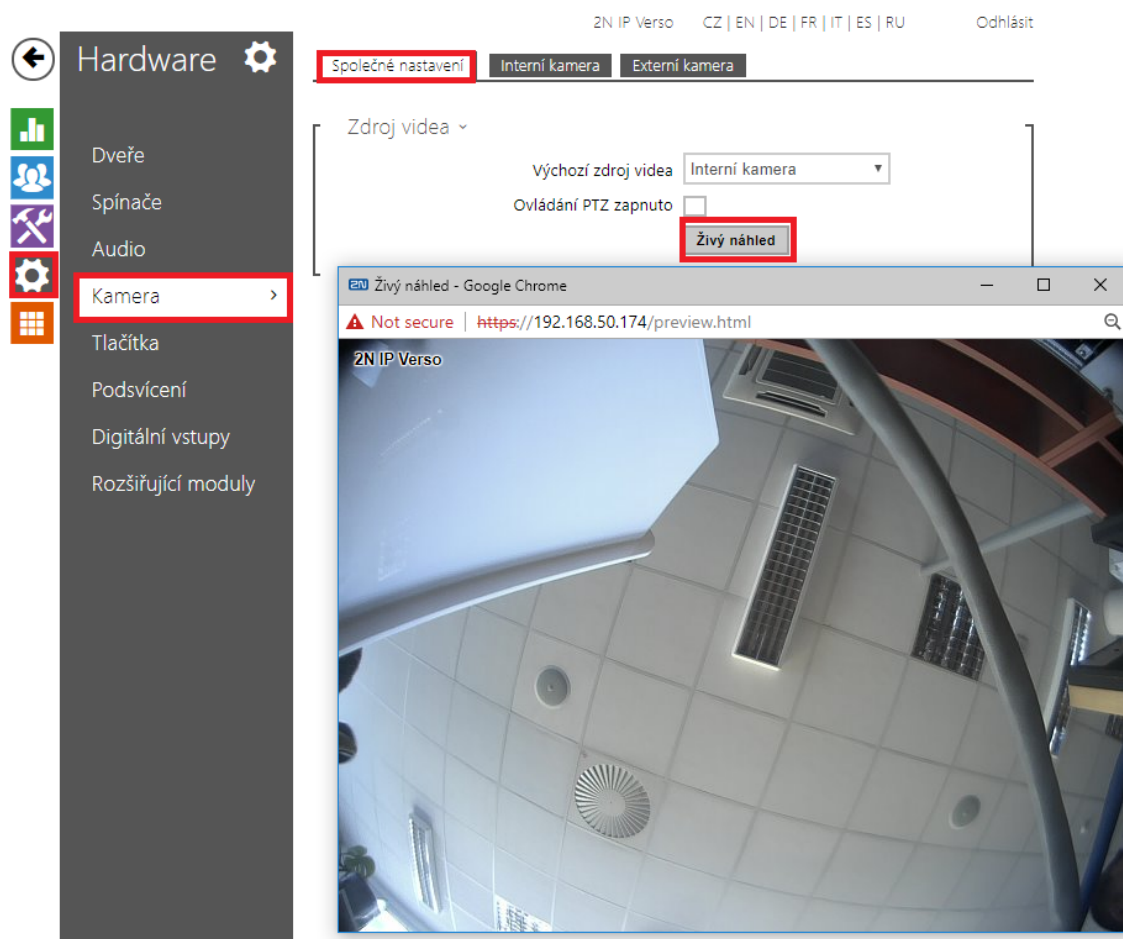 2N IP Verso CZ | EN | DE | FR | IT | ES | RU Odhlásit
Hardware
Společné nastavení Interní kamera Externí kamera
Zdroj videa
Dveře
Výchozí zdroj videa Interní kamera
Spínače
Ovládání PTZ zapnuto
Audio
Živý náhled
Kamera
Tlačítka
Podsvícení
Digitální vstupy
Rozšiřující moduly
2N Živý náhled - Google Chrome
Not secure | https://192.168.50.174/preview.html
2N IP Verso